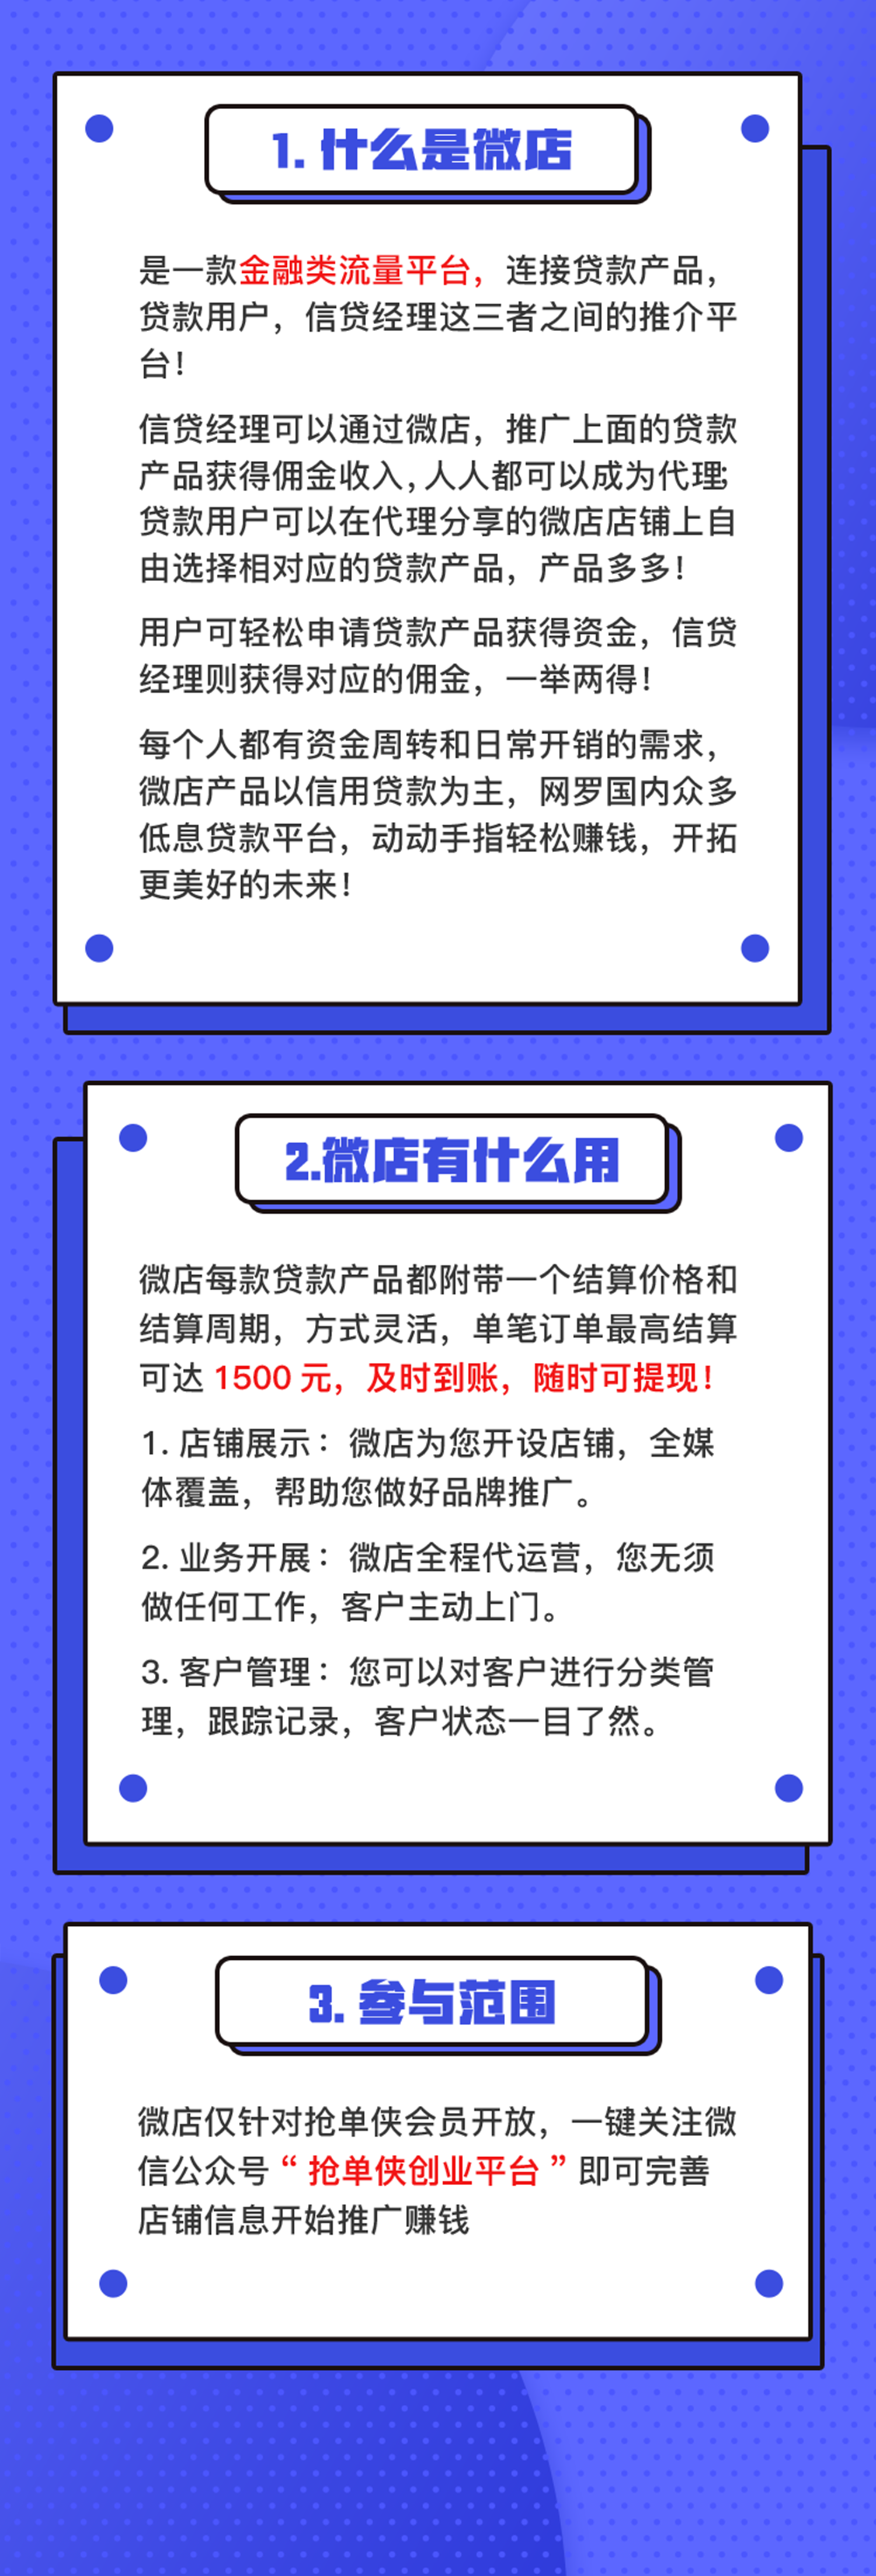 1. 什么是微店
是一款金融类流量平台，连接贷款产品，
贷款用户，信贷经理这三者之间的推介平
台！
信贷经理可以通过微店，推广上面的贷款
产品获得佣金收入，人人都可以成为代理；
贷款用户可以在代理分享的微店店铺上自
由选择相对应的贷款产品，产品多多！
用户可轻松申请贷款产品获得资金，信贷
经理则获得对应的佣金，一举两得！
每个人都有资金周转和日常开销的需求，
微店产品以信用贷款为主，网罗国内众多
低息贷款平台，动动手指轻松赚钱，开拓
更美好的未来！
2.微店有什么用
微店每款贷款产品都附带一个结算价格和
结算周期，方式灵活，单笔订单最高结算
可达 1500 元，及时到账，随时可提现！
1. 店铺展示：微店为您开设店铺，全媒
体覆盖，帮助您做好品牌推广。
2. 业务开展：微店全程代运营，您无须
做任何工作，客户主动上门。
3. 客户管理：您可以对客户进行分类管
理，跟踪记录，客户状态一目了然。
3. 参与范围
微店仅针对抢单侠会员开放，一键关注微
信公众号“抢单侠创业平台”即可完善
店铺信息开始推广赚钱